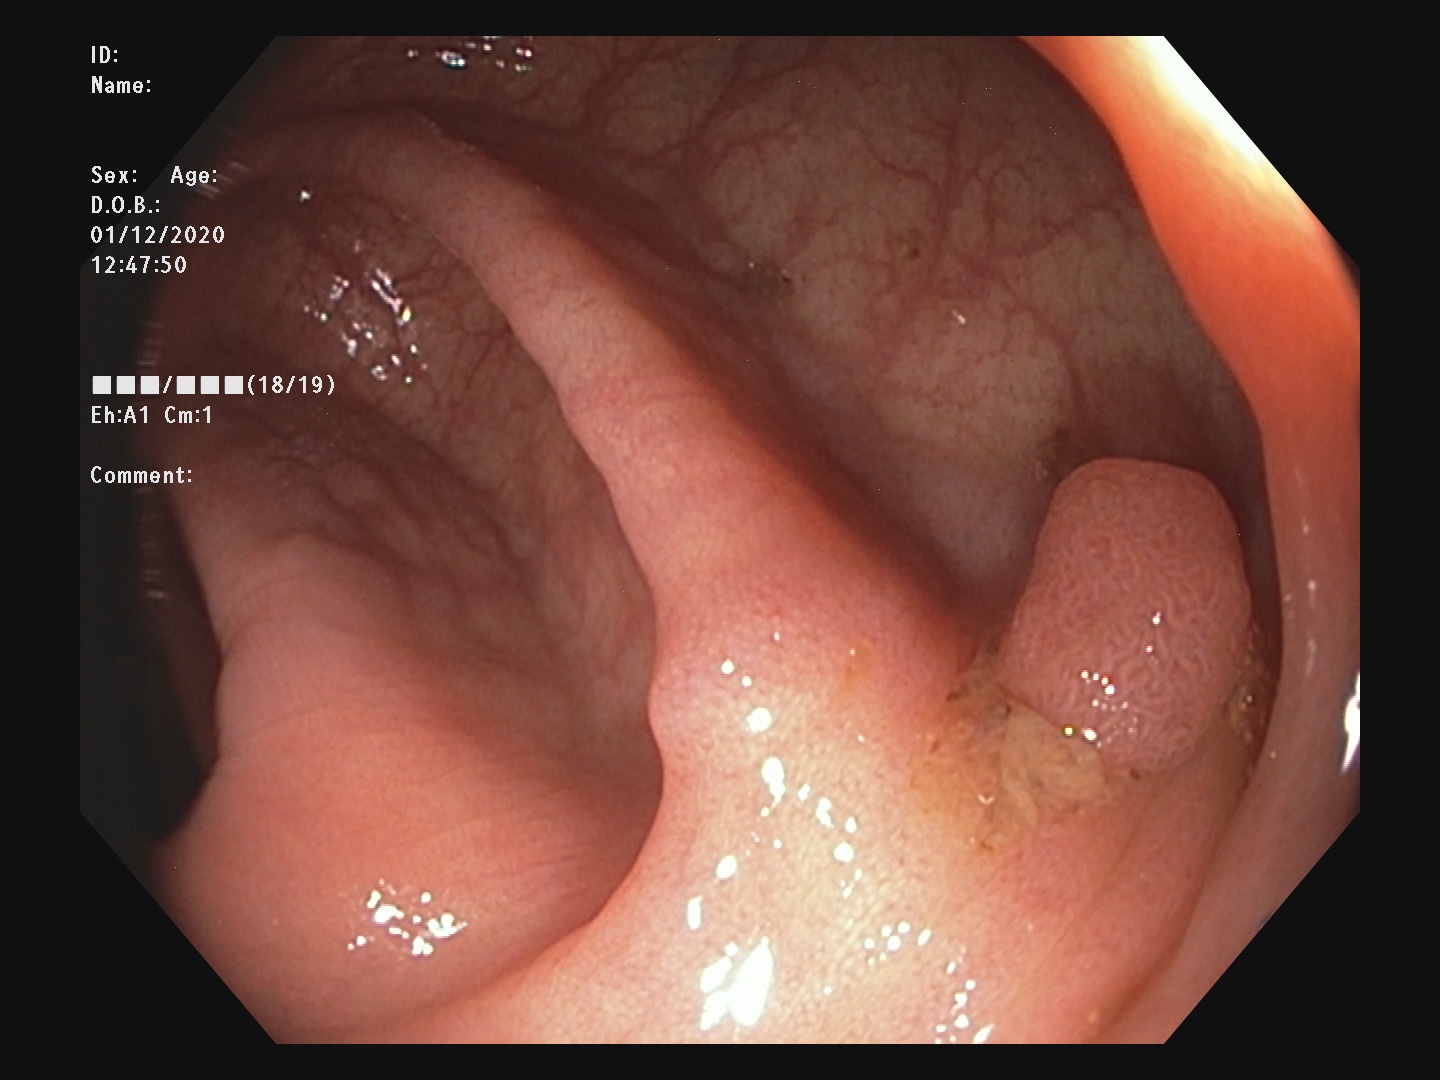 ID:
Name:
Sex: Age:
D.O.B.:
01/12/2020
12:47:50
■■■/■■■(18/19)
Eh:A1 Cm:1
Comment: